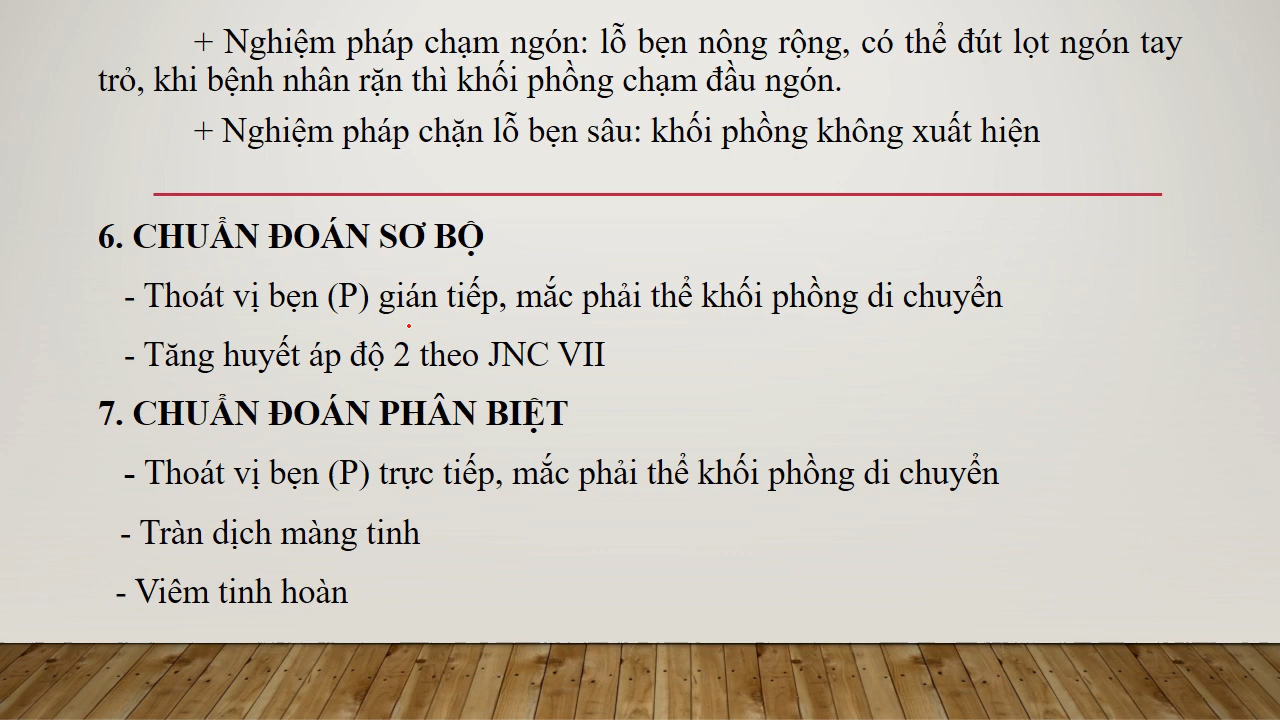 + Nghiệm pháp chạm ngón: lỗ bẹn nông rộng, có thể đút lọt ngón tay
trỏ, khi bệnh nhân rặn thì khối phồng chạm đầu ngón.
+ Nghiệm pháp chặn lỗ bẹn sâu: khối phồng không xuất hiện
6. CHUẨN ĐOÁN SƠ BỘ
- Thoát vị bẹn (P) gián tiếp, mắc phải thể khối phồng di chuyển
- Tăng huyết áp độ 2 theo JNC VII
7. CHUẨN ĐOÁN PHÂN BIỆT
- Thoát vị bẹn (P) trực tiếp, mắc phải thể khối phồng di chuyển
- Tràn dịch màng tinh
- Viêm tinh hoàn